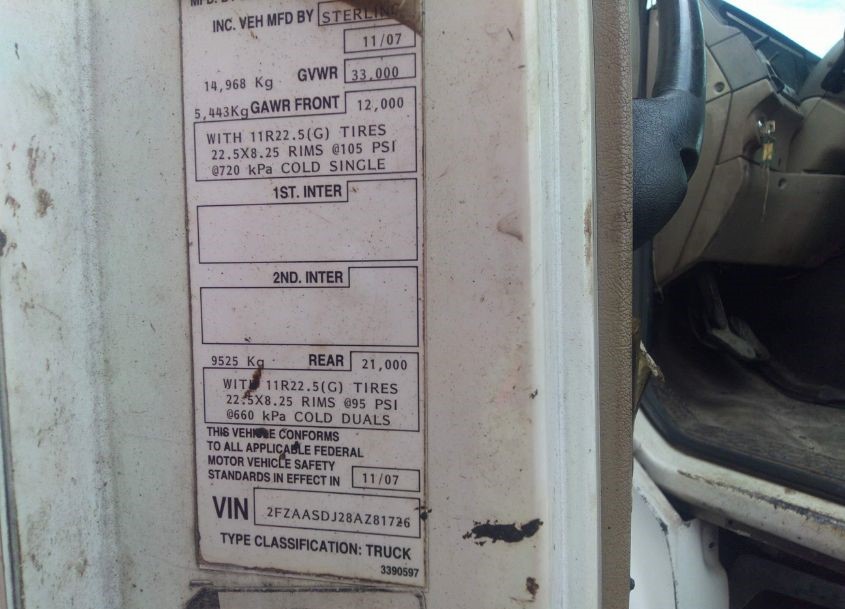 INC. VEH MFD BY STERLING
11/07
14,968 Kg GVWR 33,000
5,443Kg GAWR FRONT 12,000
WITH 11R22.5(G) TIRES
22.5X8.25 RIMS @105 PSI
@720 kPa COLD SINGLE
1ST. INTER
2ND. INTER
9525 Kg REAR 21,000
WITH 11R22.5(G) TIRES
22.5X8.25 RIMS @95 PSI
@660 kPa COLD DUALS
THIS VEHICLE CONFORMS
TO ALL APPLICABLE FEDERAL
MOTOR VEHICLE SAFETY
STANDARDS IN EFFECT IN 11/07
VIN 2FZAASDJ28AZ81726
TYPE CLASSIFICATION: TRUCK
3390597